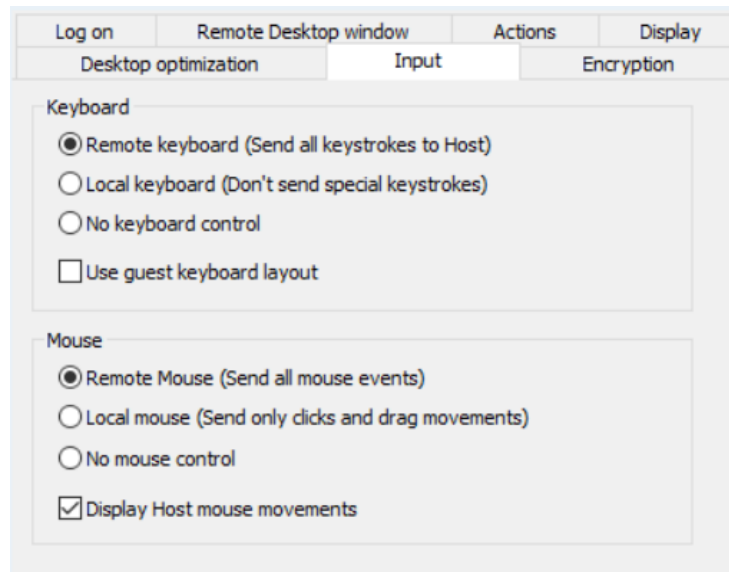 Log on Remote Desktop window Actions Display
Desktop optimization Input Encryption
Keyboard
Remote keyboard (Send all keystrokes to Host)
Local keyboard (Don't send special keystrokes)
No keyboard control
Use guest keyboard layout
Mouse
Remote Mouse (Send all mouse events)
Local mouse (Send only clicks and drag movements)
No mouse control
Display Host mouse movements